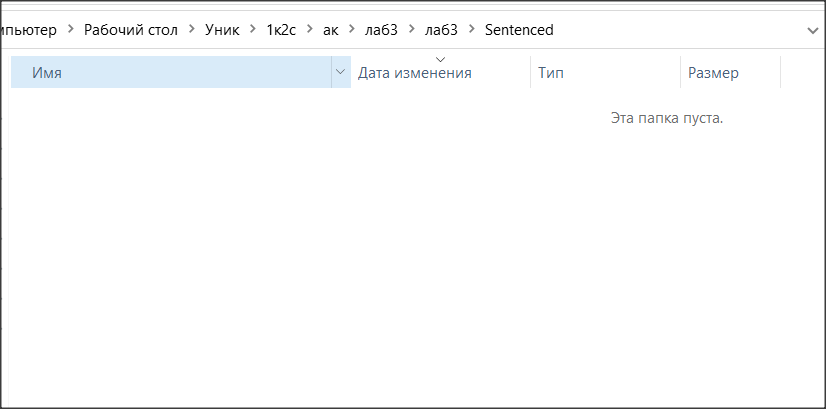 мпьютер > Рабочий стол > Уник > 1к2с > ак > лаб3 > лаб3 > Sentenced
Имя Дата изменения Тип Размер
Эта папка пуста.